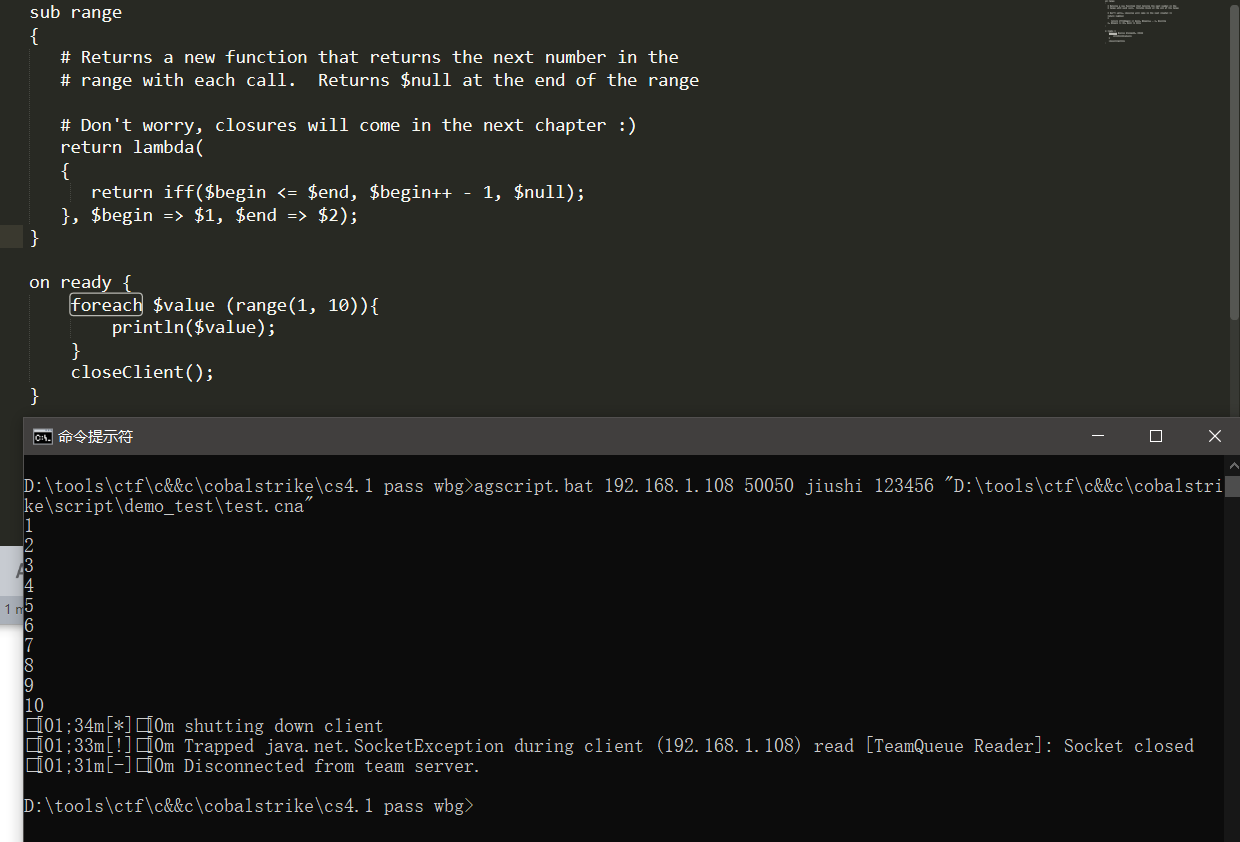 sub range
{
# Returns a new function that returns the next number in the
# range with each call.  Returns $null at the end of the range
# Don't worry, closures will come in the next chapter :)
return lambda(
{
return iff($begin <= $end, $begin++ - 1, $null);
}, $begin => $1, $end => $2);
}
on ready {
foreach $value (range(1, 10)){
println($value);
}
closeClient();
}
命令提示符
D:\tools\ctf\c&&c\cobalstrike\cs4.1 pass wbg>agscript.bat 192.168.1.108 50050 jiushi 123456 "D:\tools\ctf\c&&c\cobalstri
ke\script\demo_test\test.cna"
1
2
3
4
5
6
7
8
9
10
[01;34m[*][0m shutting down client
[01;33m[!][0m Trapped java.net.SocketException during client (192.168.1.108) read [TeamQueue Reader]: Socket closed
[01;31m[-][0m Disconnected from team server.
D:\tools\ctf\c&&c\cobalstrike\cs4.1 pass wbg>